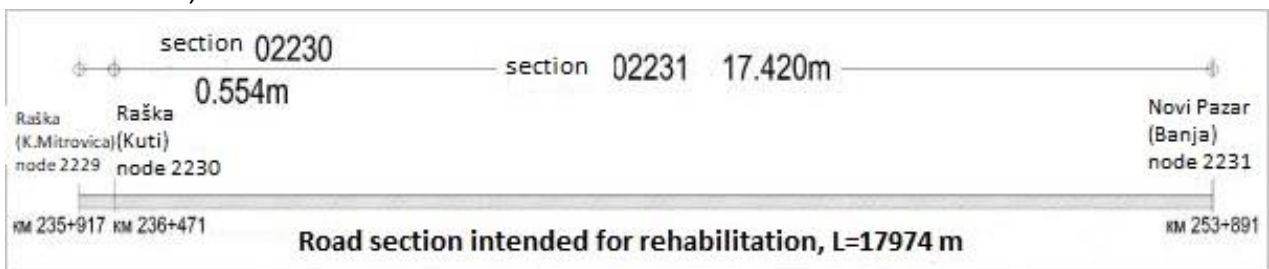 section 02230
section 02231 17.420m
0.554m
Raška
(K.Mitrovica)
node 2229
Raška
(Kuti)
node 2230
Novi Pazar
(Banja)
node 2231
км 235+917 км 236+471
км 253+891
Road section intended for rehabilitation, L=17974 m